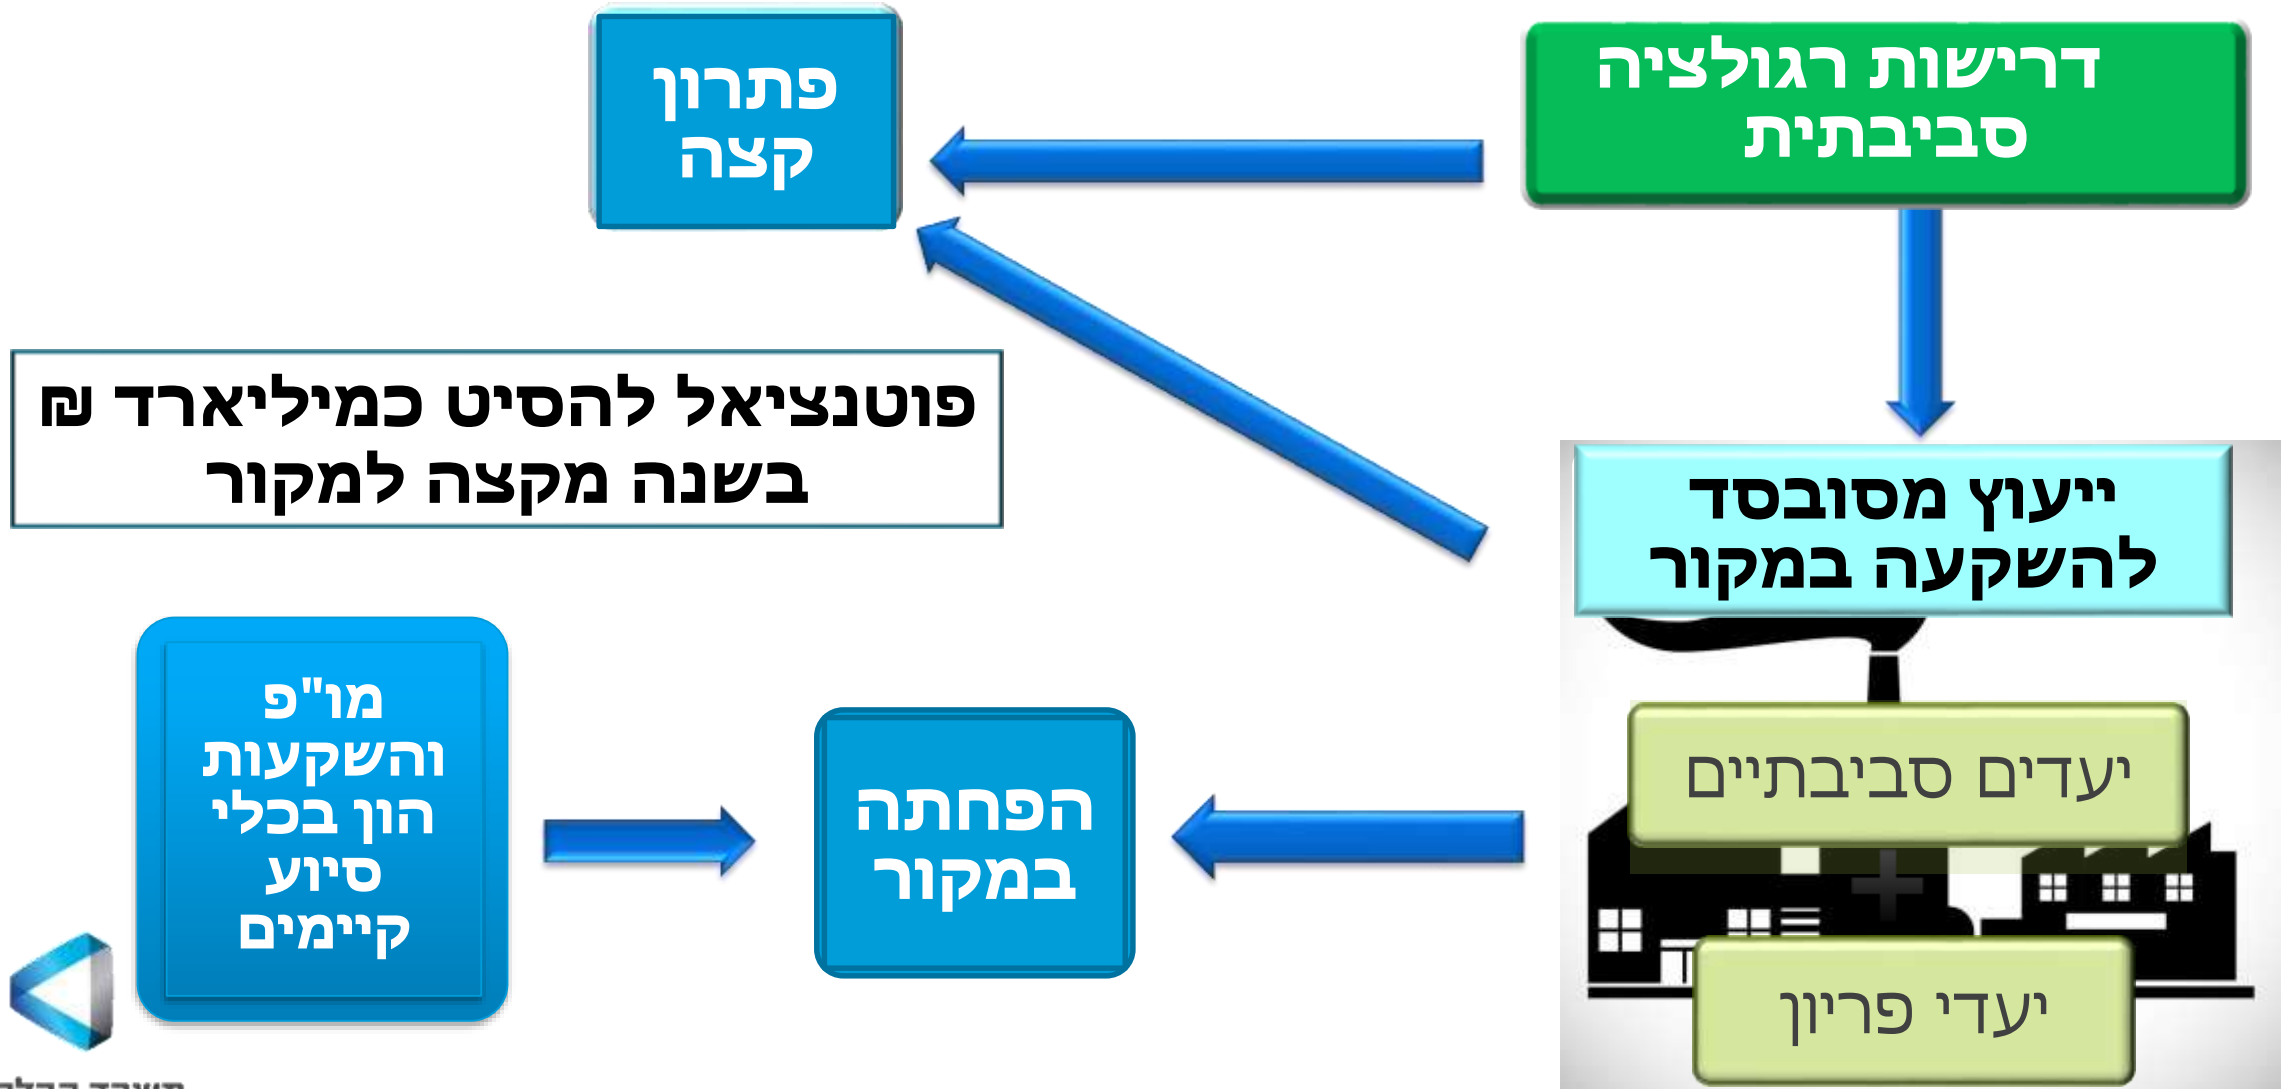 דרישות רגולציה
סביבתית
פתרון
קצה
פוטנציאל להסיט כמיליארד ₪
בשנה מקצה למקור
ייעוץ מסובסד
להשקעה במקור
יעדים סביבתיים
יעדי פריון
הפחתה
במקור
מו"פ
והשקעות
הון בכלי
סיוע
קיימים